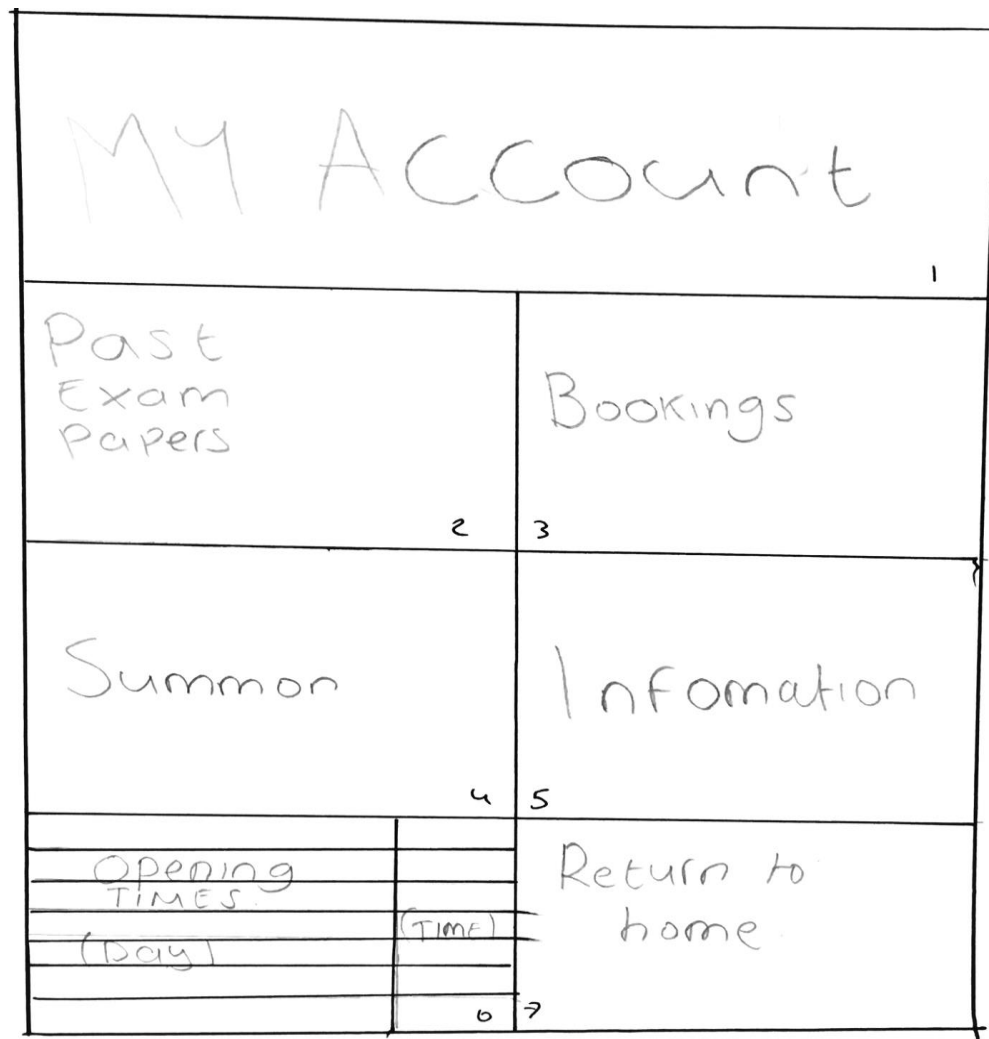 MY ACCount
1
Past
Exam
Papers
2
Bookings
3
Summon
4
Infomation
5
Opening
TIMES
(Day)
(TIME)
6
Return to
home
7